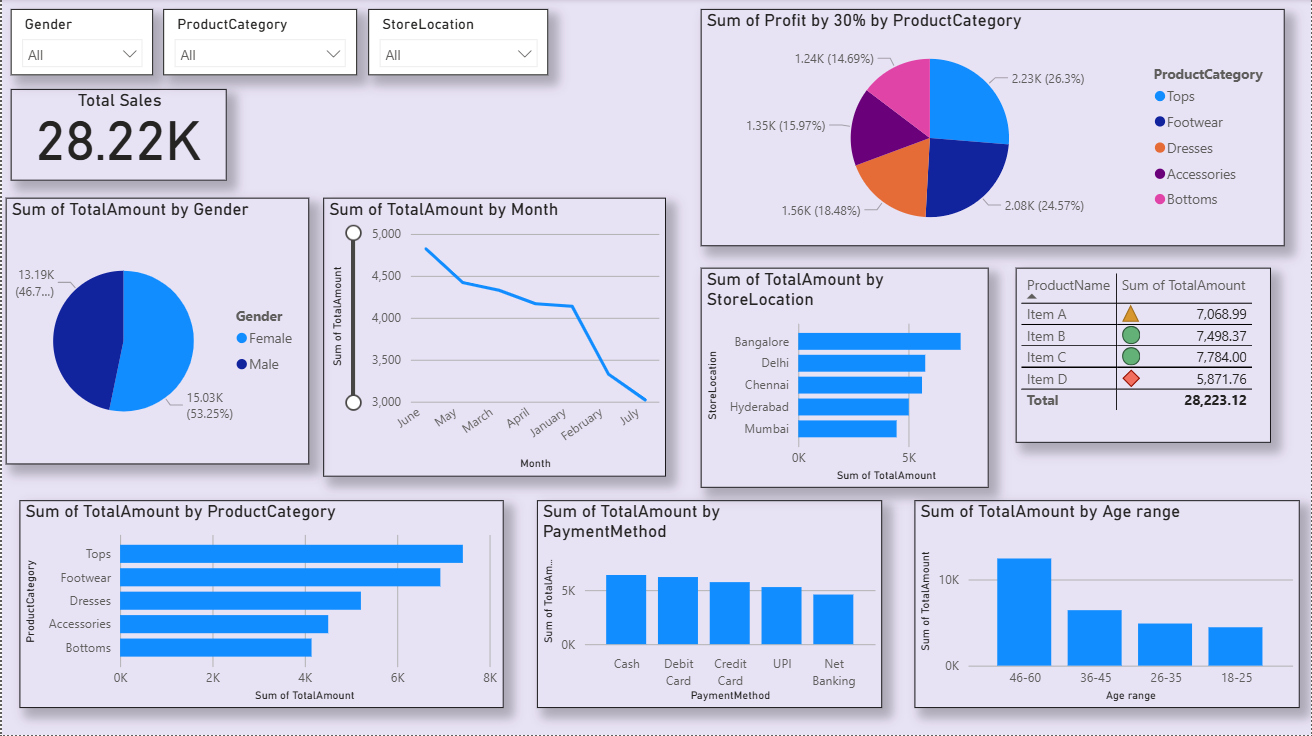 Gender
All
ProductCategory
All
StoreLocation
All
Total Sales
28.22K
Sum of Profit by 30% by ProductCategory
1.24K (14.69%)
2.23K (26.3%)
1.35K (15.97%)
1.56K (18.48%)
2.08K (24.57%)
ProductCategory
Tops
Footwear
Dresses
Accessories
Bottoms
Sum of TotalAmount by Gender
13.19K
(46.7...)
15.03K
(53.25%)
Gender
Female
Male
Sum of TotalAmount by Month
Sum of TotalAmount
5,000
4,500
4,000
3,500
3,000
June
May
March
April
January
February
July
Month
Sum of TotalAmount by
StoreLocation
StoreLocation
Bangalore
Delhi
Chennai
Hyderabad
Mumbai
0K
5K
Sum of TotalAmount
ProductName Sum of TotalAmount
Item A 7,068.99
Item B 7,498.37
Item C 7,784.00
Item D 5,871.76
Total 28,223.12
Sum of TotalAmount by ProductCategory
ProductCategory
Tops
Footwear
Dresses
Accessories
Bottoms
0K 2K 4K 6K 8K
Sum of TotalAmount
Sum of TotalAmount by
PaymentMethod
Sum of TotalAm...
5K
0K
Cash
Debit
Card
Credit
Card
UPI
Net
Banking
PaymentMethod
Sum of TotalAmount by Age range
Sum of TotalAmount
10K
0K
46-60 36-45 26-35 18-25
Age range